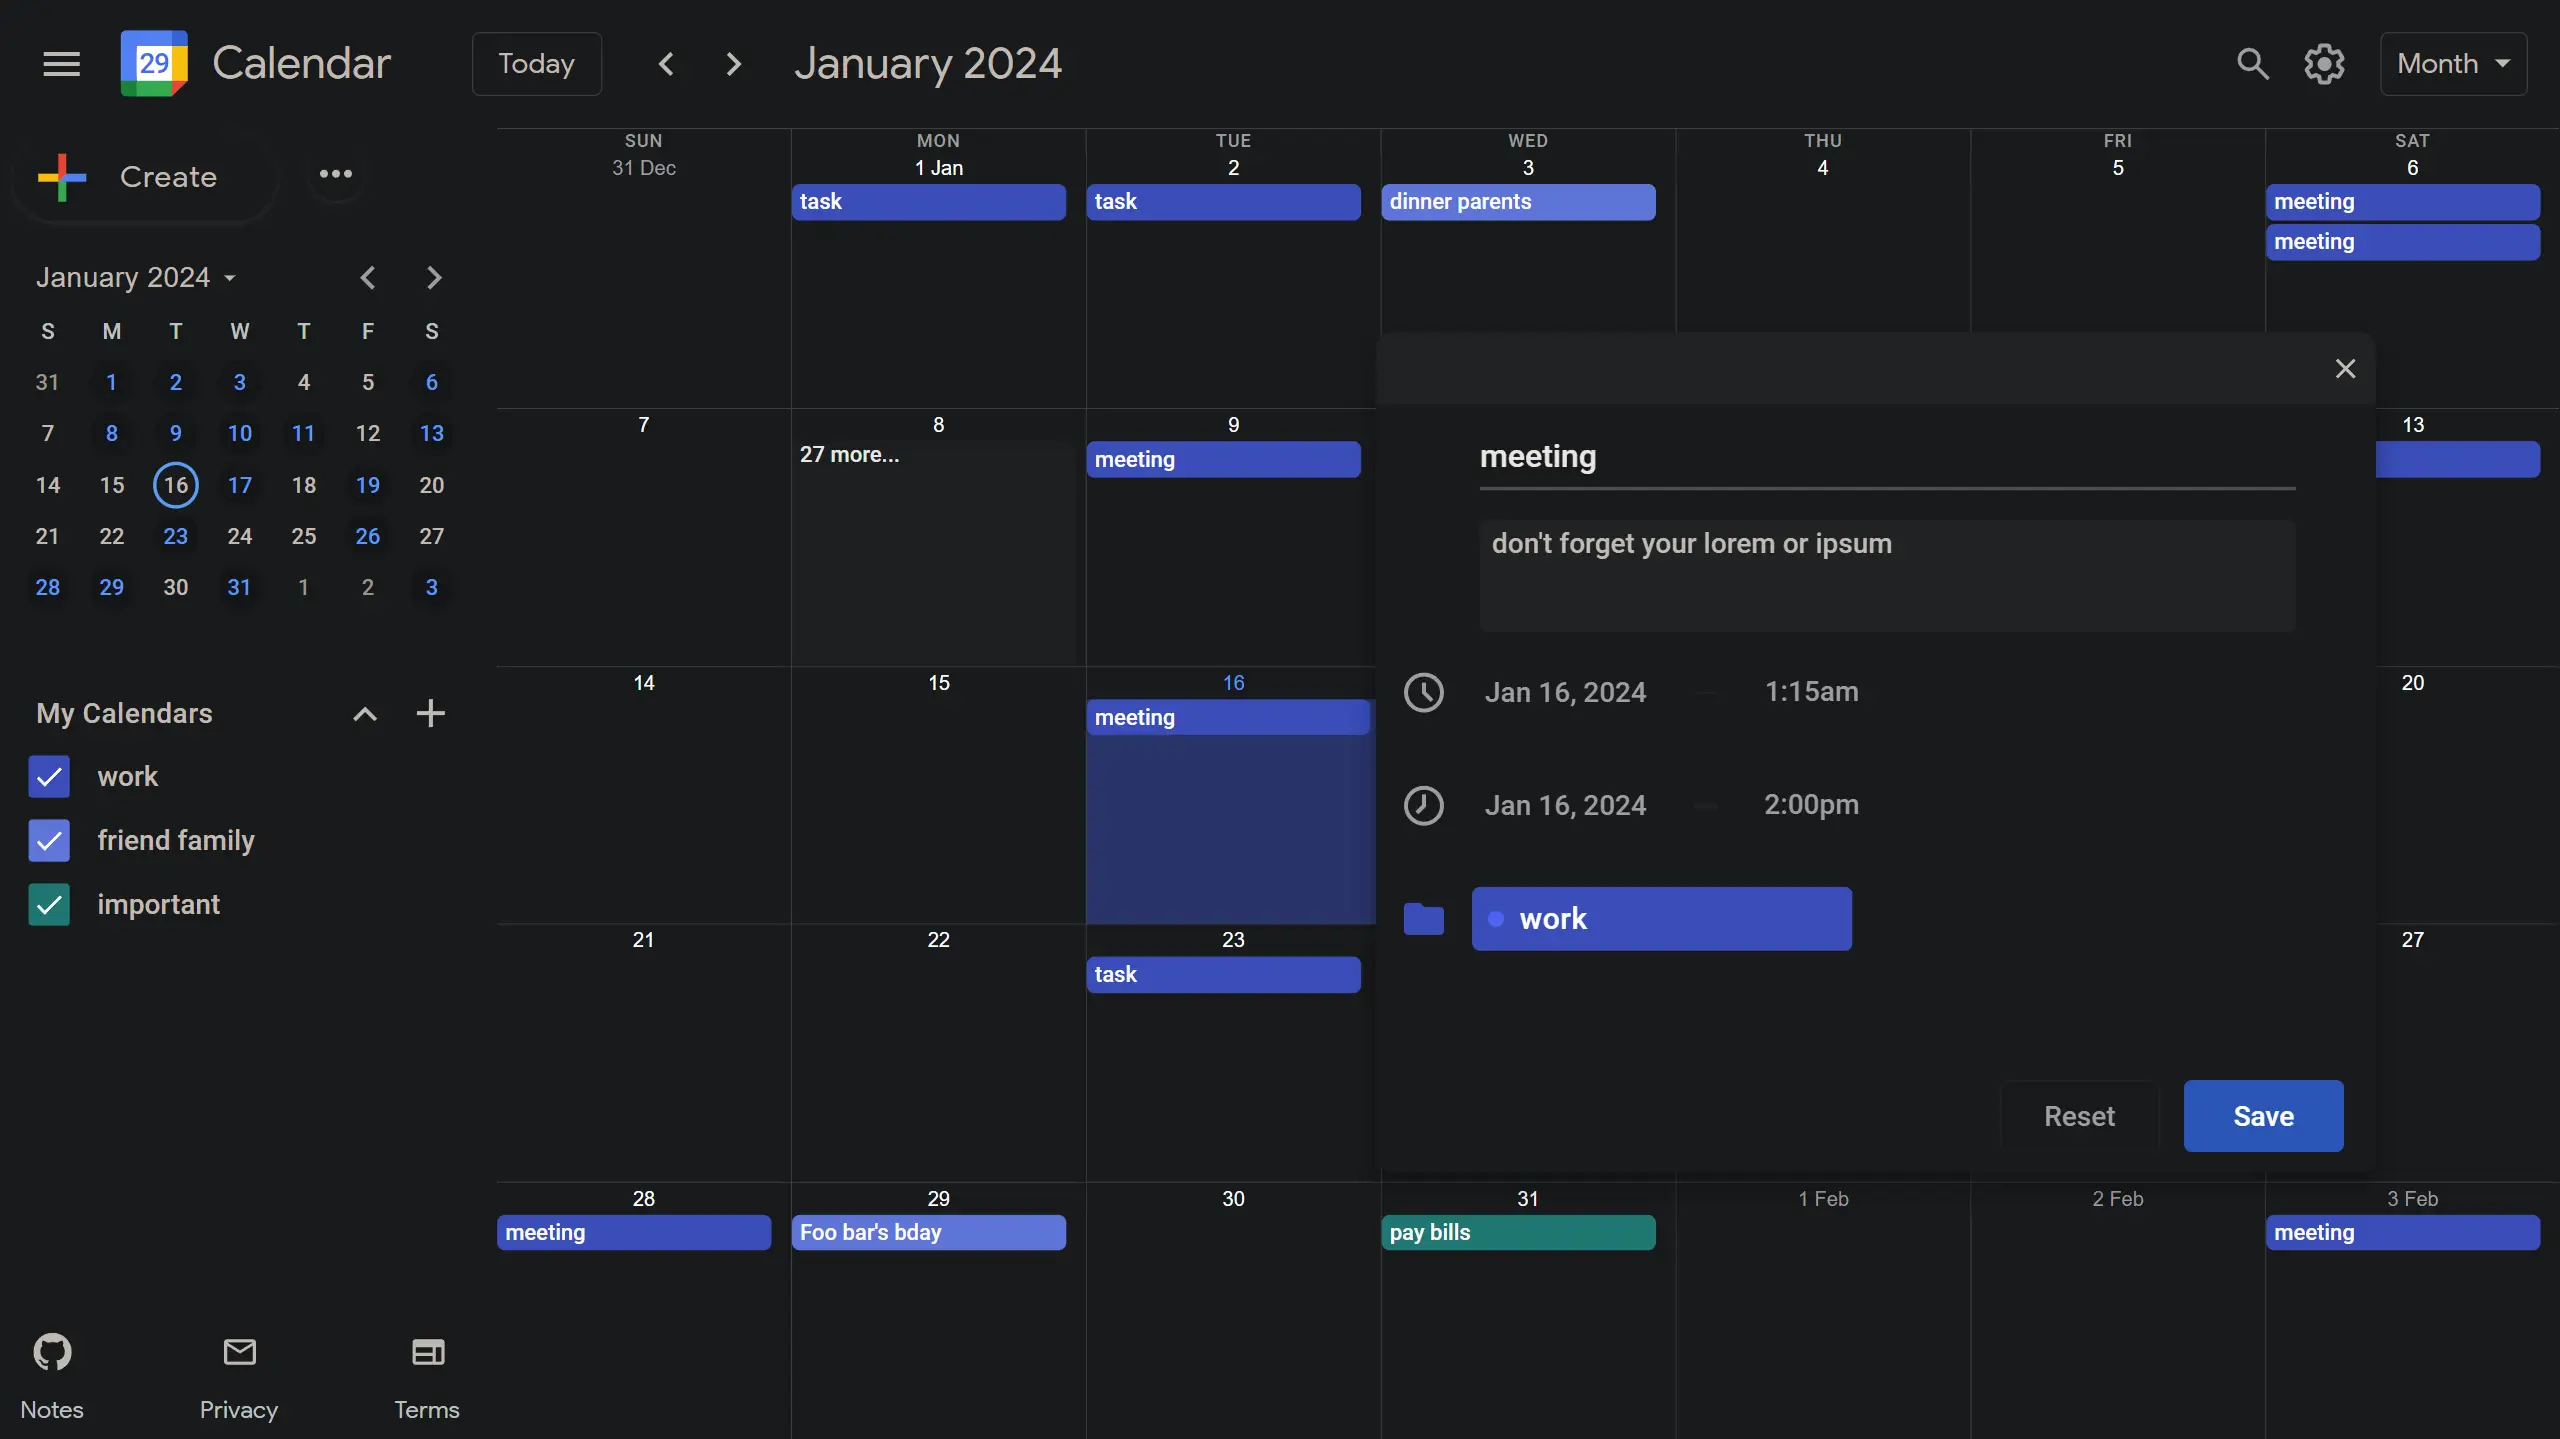 29 Calendar Today January 2024 Month
Create
January 2024
S M T W T F S
31 1 2 3 4 5 6
7 8 9 10 11 12 13
14 15 16 17 18 19 20
21 22 23 24 25 26 27
28 29 30 31 1 2 3
My Calendars
work
friend family
important
Notes Privacy Terms
SUN MON TUE WED THU FRI SAT
31 Dec 1 Jan 2 3 4 5 6
task task dinner parents meeting
meeting
7 8 9 13
27 more... meeting
14 15 16 20
meeting
21 22 23 27
task
28 29 30 31 1 Feb 2 Feb 3 Feb
meeting Foo bar's bday pay bills meeting
meeting
don't forget your lorem or ipsum
Jan 16, 2024 – 1:15am
Jan 16, 2024 – 2:00pm
work
Reset Save